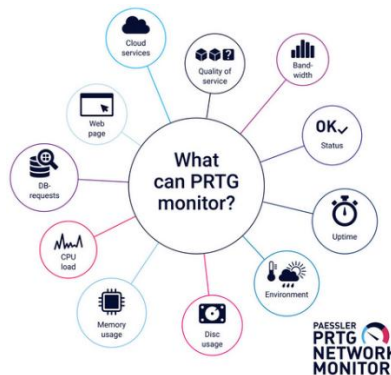 Cloud
services
Quality of
service
Band-
width
Web
page
OK
Status
What
can PRTG
monitor?
DB-
requests
Uptime
CPU
load
Environment
Memory
usage
Disc
usage
PAESSLER
PRTG
NETWORK
MONITOR